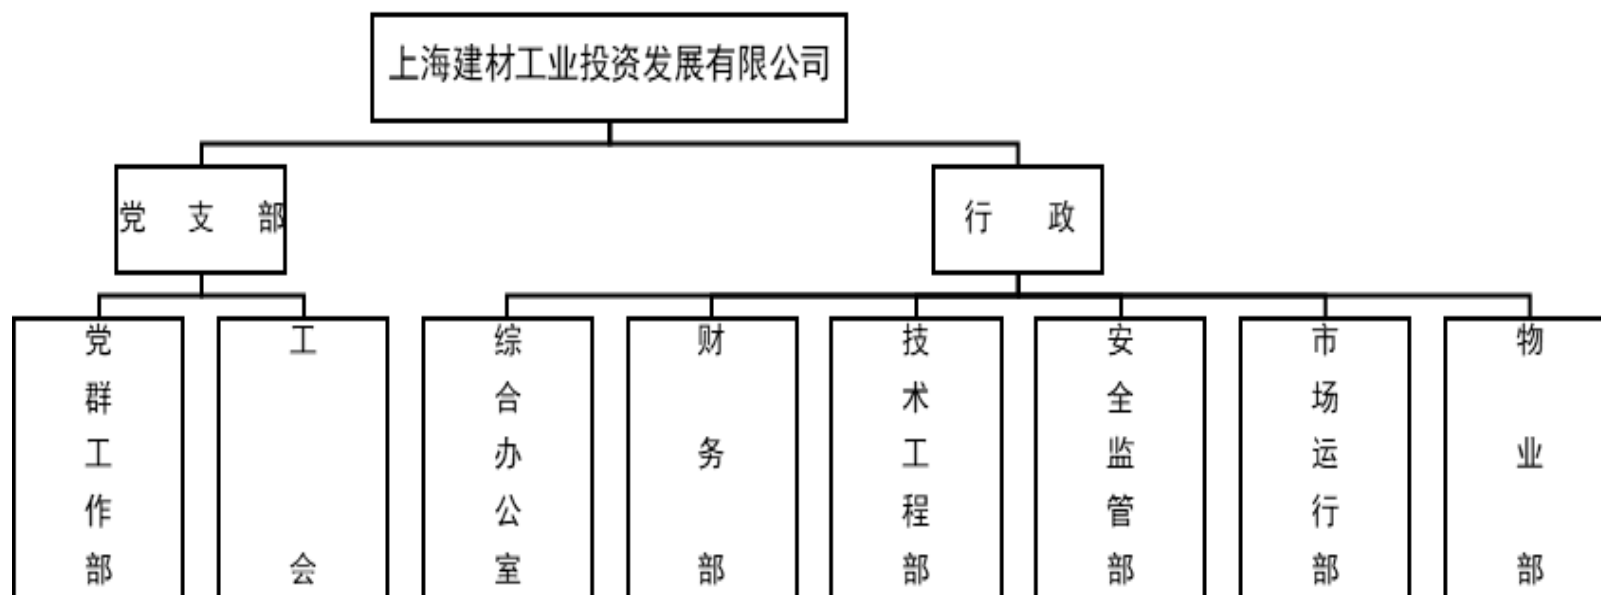 上海建材工业投资发展有限公司
党支部
行政
党群工作部
工会
综合办公室
财务部
技术工程部
安全监管部
市场运行部
物业部